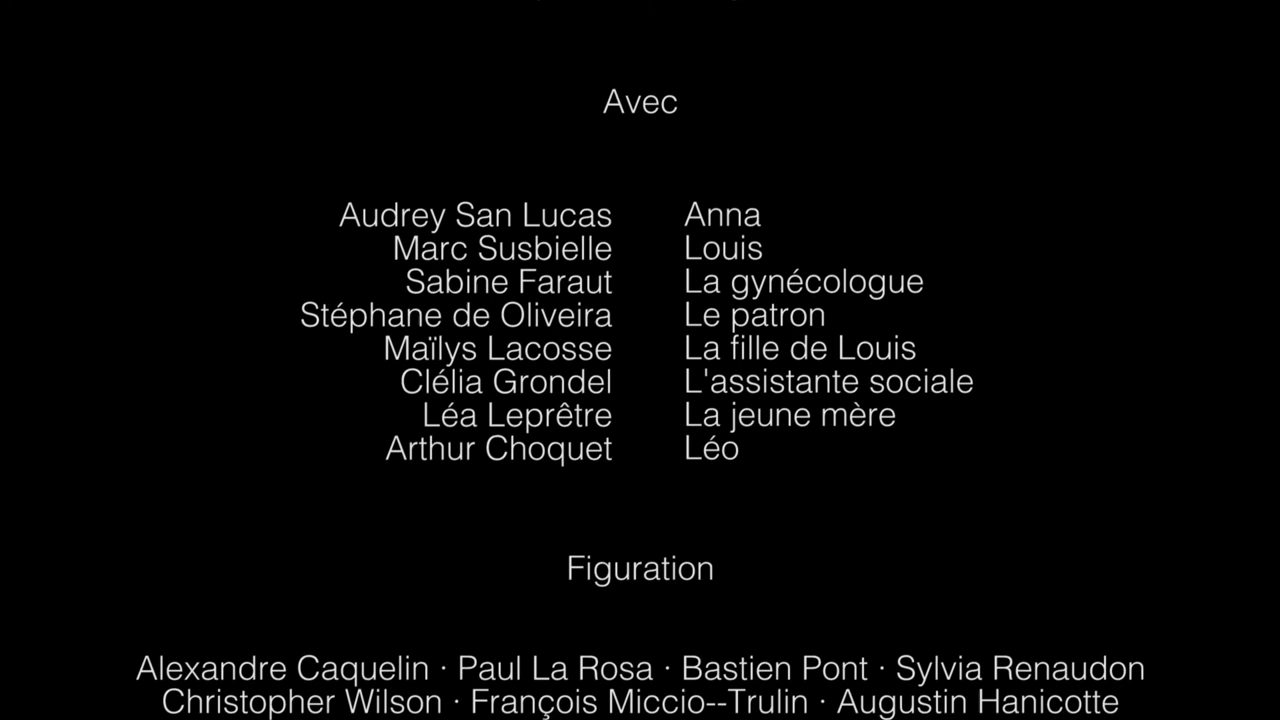 Avec
Audrey San Lucas Anna
Marc Susbielle Louis
Sabine Faraut La gynécologue
Stéphane de Oliveira Le patron
Maïlys Lacosse La fille de Louis
Clélia Grondel L'assistante sociale
Léa Leprêtre La jeune mère
Arthur Choquet Léo
Figuration
Alexandre Caquelin · Paul La Rosa · Bastien Pont · Sylvia Renaudon
Christopher Wilson · François Miccio--Trulin · Augustin Hanicotte